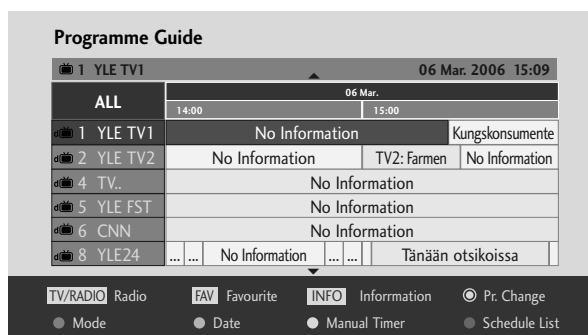 Programme Guide
1 YLE TV1 06 Mar. 2006 15:09
ALL 06 Mar.
14:00 15:00
1 YLE TV1 No Information Kungskonsumente
2 YLE TV2 No Information TV2: Farmen No Information
4 TV.. No Information
5 YLE FST No Information
6 CNN No Information
8 YLE24 ... ... No Information ... ... Tänään otsikoissa
TV/RADIO Radio FAV Favourite INFO Inforrmation Pr. Change
Mode Date Manual Timer Schedule List